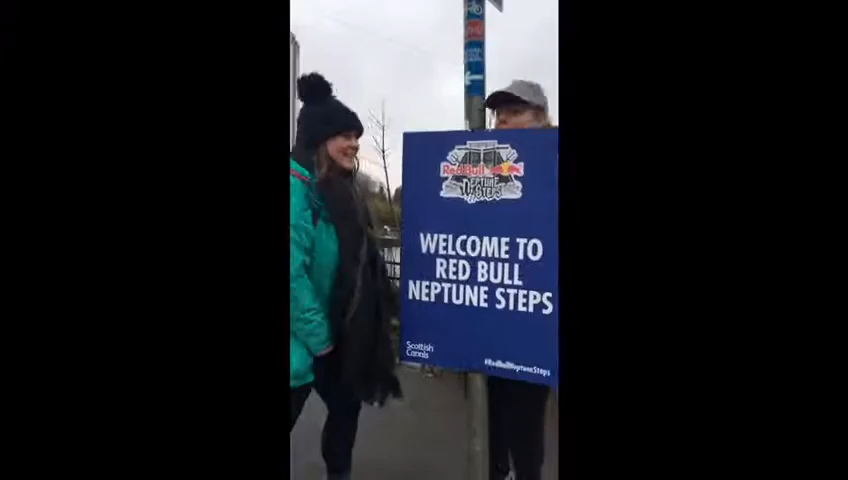 Red Bull
NEPTUNE
STEPS
WELCOME TO
RED BULL
NEPTUNE STEPS
Scottish
Canals
#RedBullNeptuneSteps